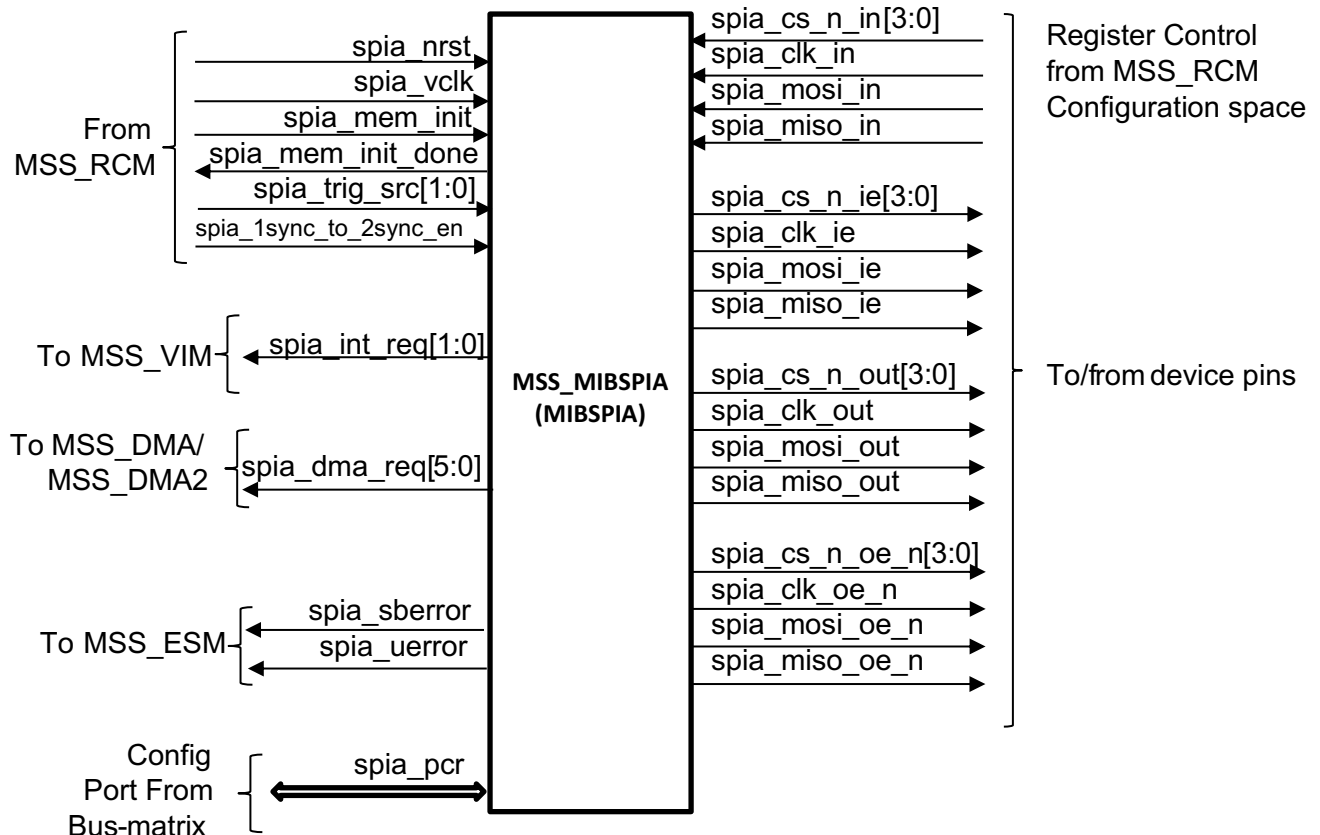 From
MSS_RCM
spia_nrst
spia_vclk
spia_mem_init
spia_mem_init_done
spia_trig_src[1:0]
spia_1sync_to_2sync_en
To MSS_VIM
spia_int_req[1:0]
To MSS_DMA/
MSS_DMA2
spia_dma_req[5:0]
To MSS_ESM
spia_sberror
spia_uerror
Config
Port From
Bus-matrix
spia_pcr
MSS_MIBSPIA
(MIBSPIA)
spia_cs_n_in[3:0]
spia_clk_in
spia_mosi_in
spia_miso_in
spia_cs_n_ie[3:0]
spia_clk_ie
spia_mosi_ie
spia_miso_ie
spia_cs_n_out[3:0]
spia_clk_out
spia_mosi_out
spia_miso_out
spia_cs_n_oe_n[3:0]
spia_clk_oe_n
spia_mosi_oe_n
spia_miso_oe_n
Register Control
from MSS_RCM
Configuration space
To/from device pins